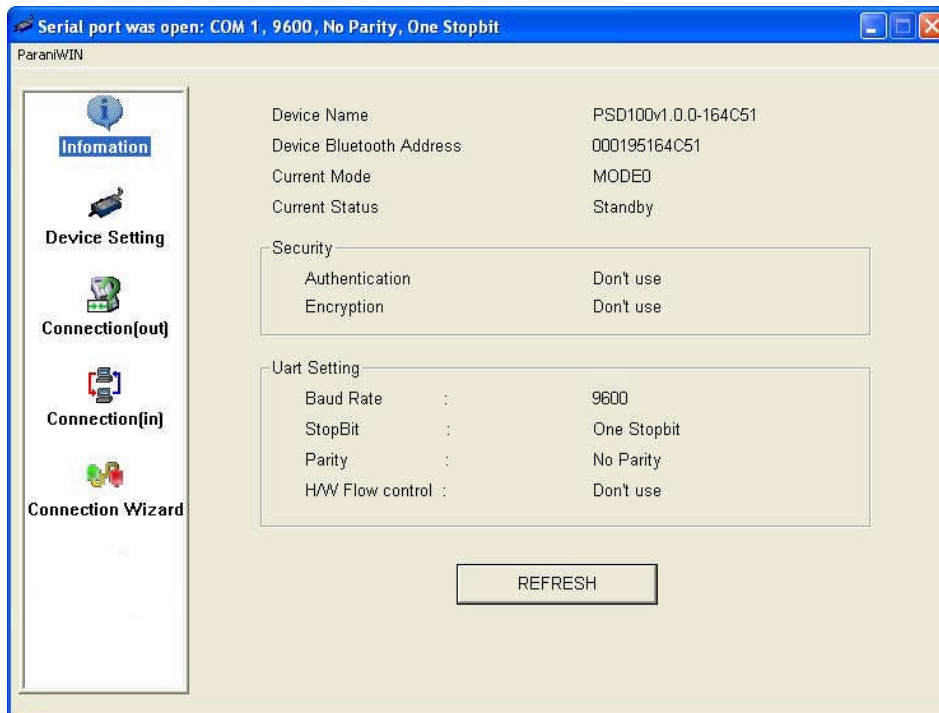 Serial port was open: COM 1, 9600, No Parity, One Stopbit
ParaniWIN
Infomation
Device Setting
Connection(out)
Connection(in)
Connection Wizard
Device Name PSD100v1.0.0-164C51
Device Bluetooth Address 000195164C51
Current Mode MODE0
Current Status Standby
Security
Authentication Don't use
Encryption Don't use
Uart Setting
Baud Rate : 9600
StopBit : One Stopbit
Parity : No Parity
H/W Flow control : Don't use
REFRESH